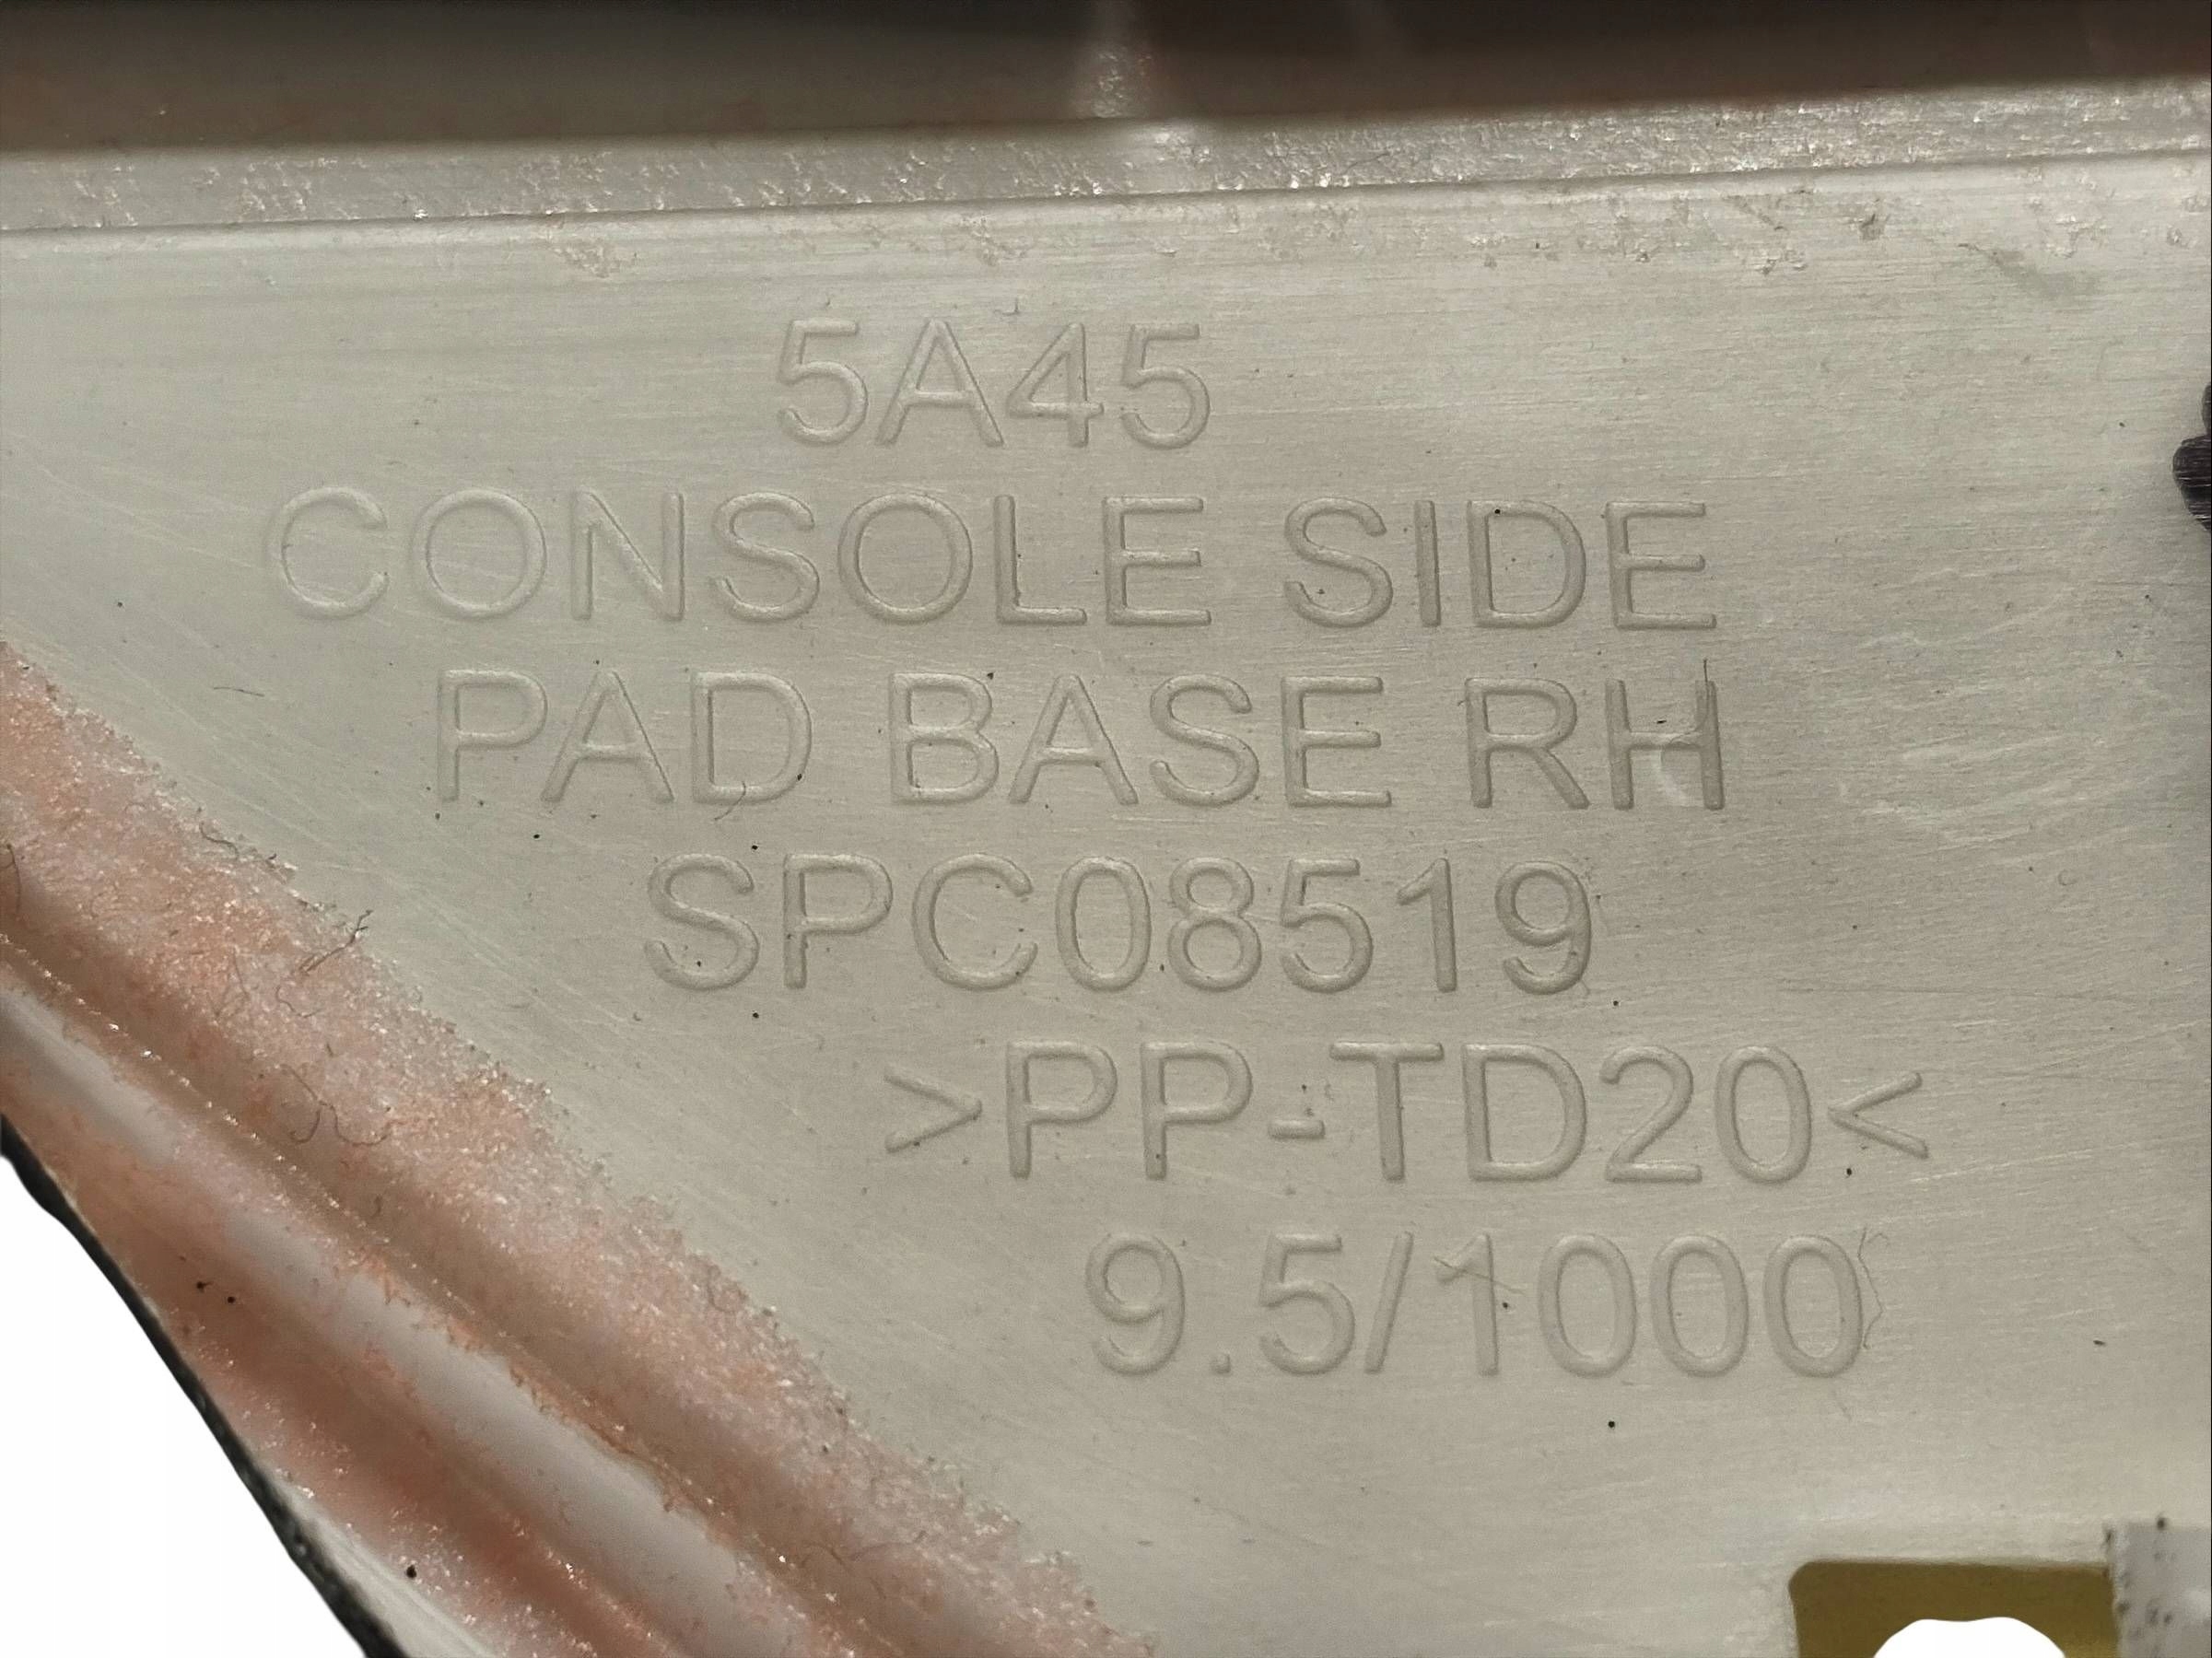 5A45
CONSOLE SIDE
PAD BASE RH
SPC08519
>PP-TD20<
9.5/1000